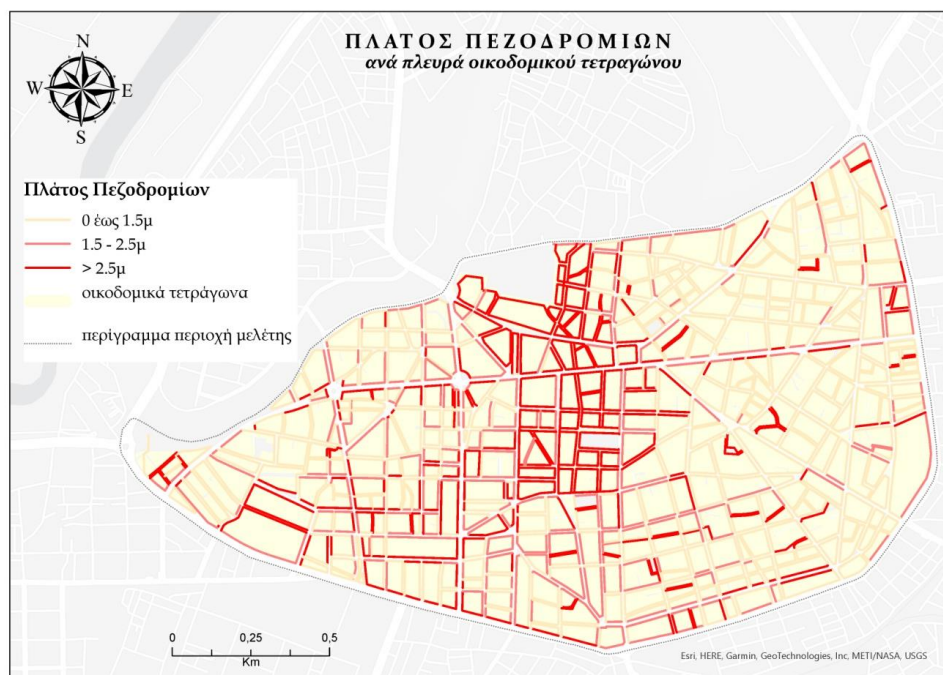 ΠΛΑΤΟΣ ΠΕΖΟΔΡΟΜΙΩΝ
ανά πλευρά οικοδομικού τετραγώνου
N
W E
S
Πλάτος Πεζοδρομίων
0 έως 1.5μ
1.5 - 2.5μ
> 2.5μ
οικοδομικά τετράγωνα
περίγραμμα περιοχή μελέτης
0 0,25 0,5
Km
Esri, HERE, Garmin, GeoTechnologies, Inc, METI/NASA, USGS